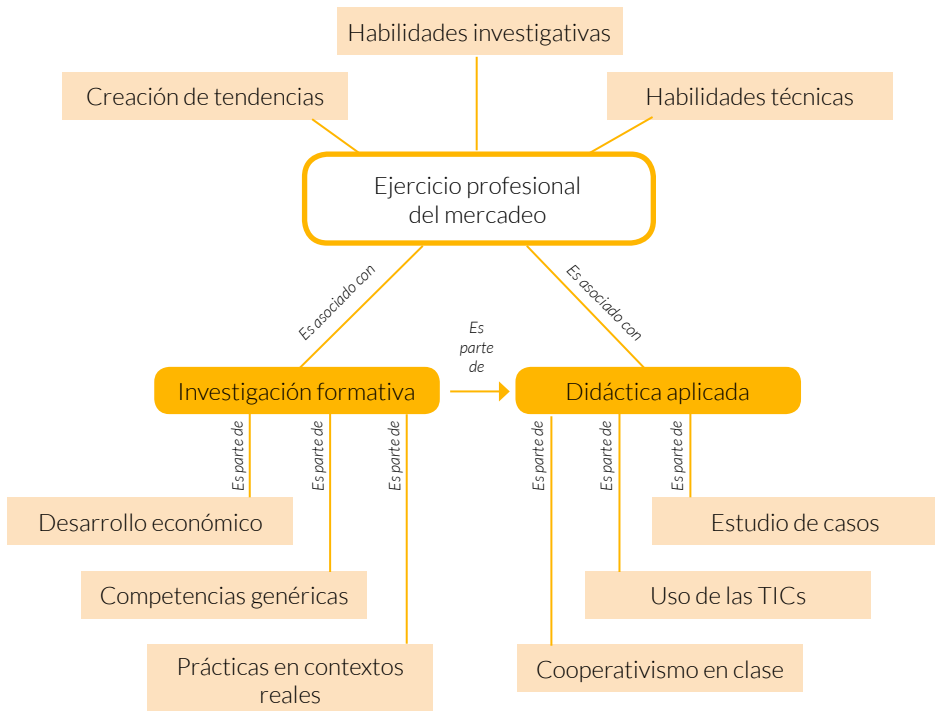 Habilidades investigativas
Creación de tendencias
Habilidades técnicas
Ejercicio profesional
del mercadeo
Es asociado con
Es asociado con
Es
parte
de
Investigación formativa
Didáctica aplicada
Es parte de
Es parte de
Es parte de
Es parte de
Es parte de
Es parte de
Desarrollo económico
Estudio de casos
Competencias genéricas
Uso de las TICs
Prácticas en contextos
reales
Cooperativismo en clase